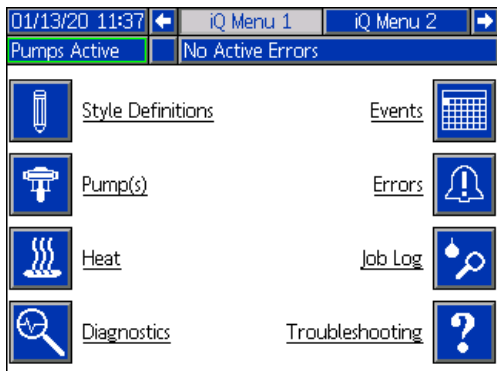 01/13/20 11:37 iQ Menu 1 iQ Menu 2
Pumps Active No Active Errors
Style Definitions Events
Pump(s) Errors
Heat Job Log
Diagnostics Troubleshooting